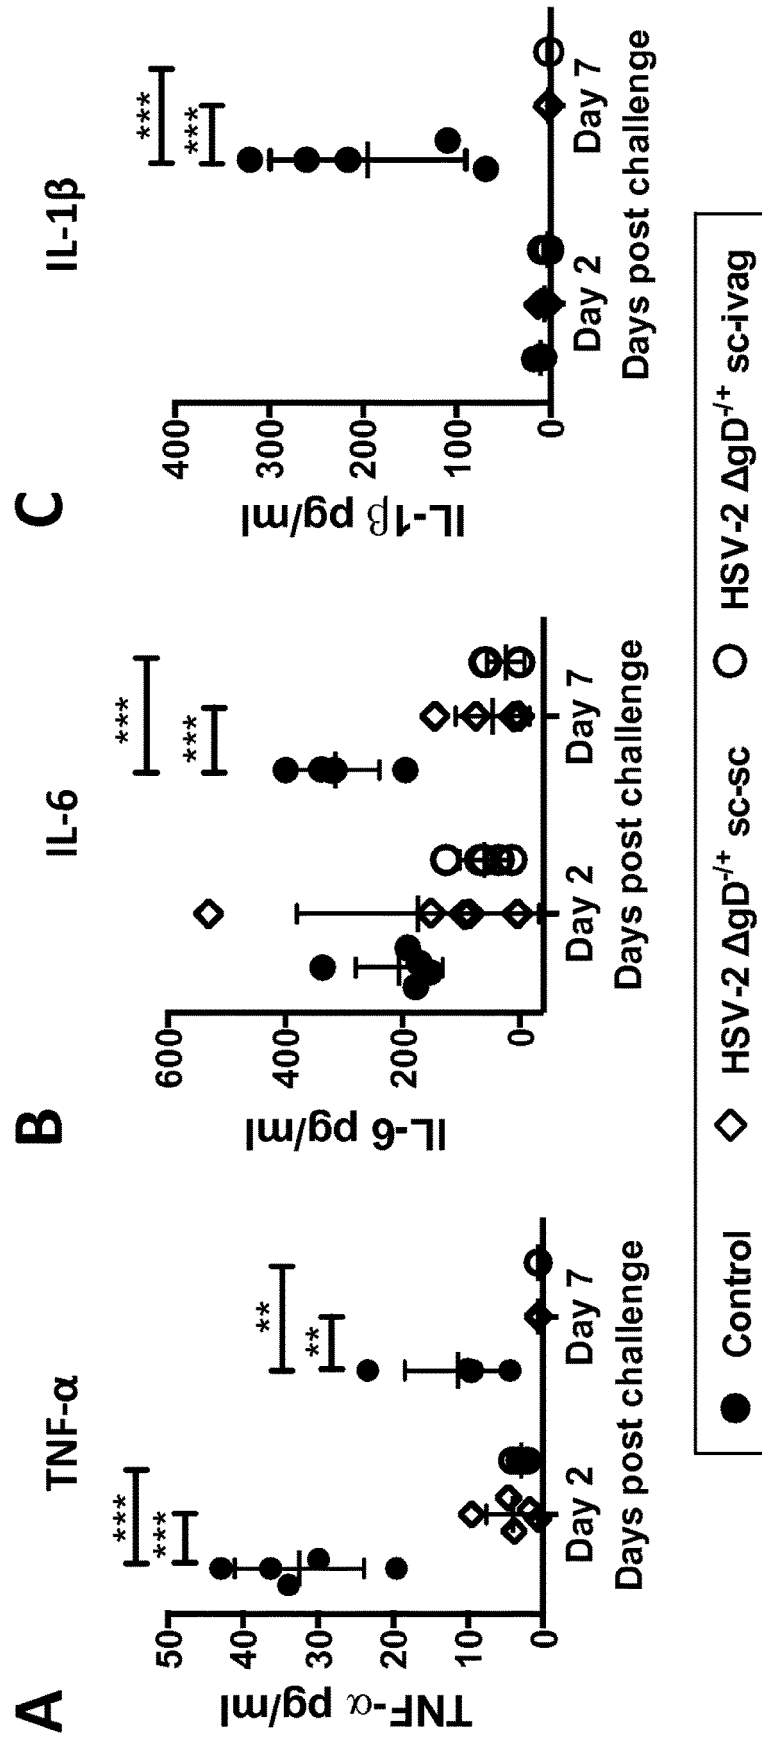 A
TNF-α
TNF-α pg/ml
50
40
30
20
10
0
***
***
**
**
Day 2
Day 7
Days post challenge
B
IL-6
IL-6 pg/ml
600
400
200
0
***
***
Day 2
Day 7
Days post challenge
C
IL-1β
IL-1β pg/ml
400
300
200
100
0
***
***
Day 2
Day 7
Days post challenge
Control
HSV-2 ΔgD-/+ sc-sc
HSV-2 ΔgD-/+ sc-ivag